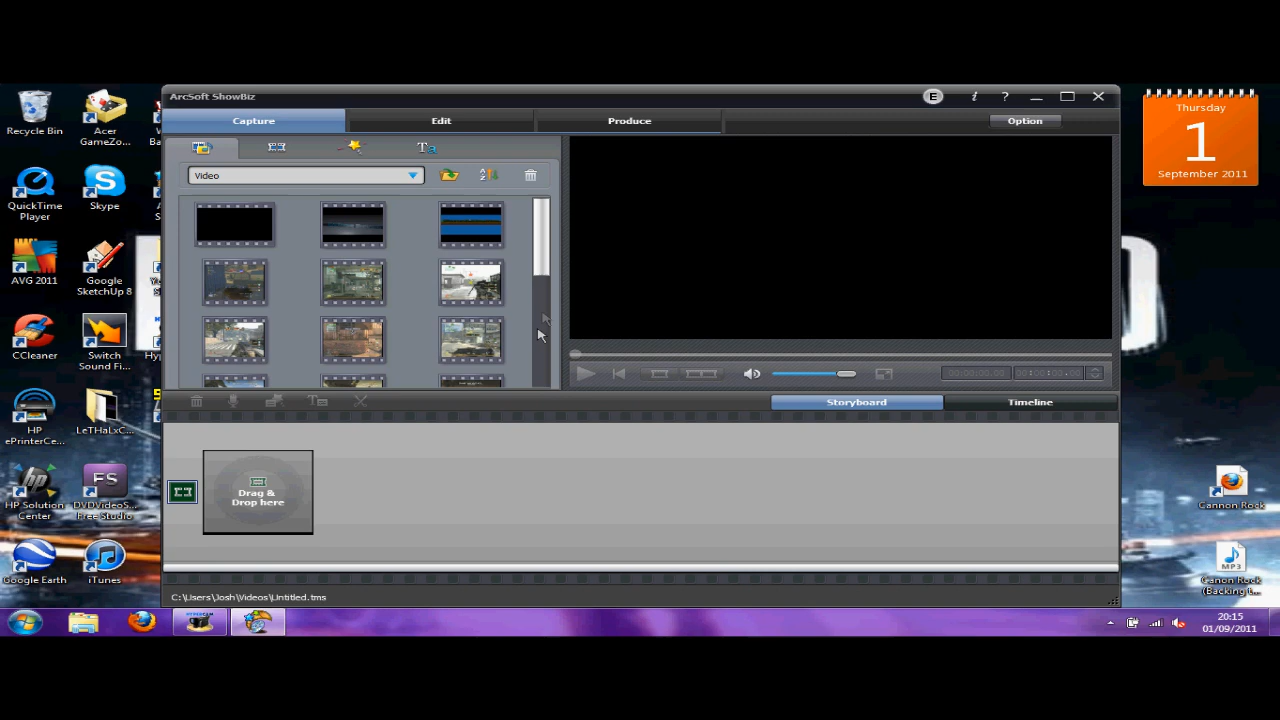 ArcSoft ShowBiz
E
i
?
Capture
Edit
Produce
Option
Video
Storyboard
Timeline
Drag &
Drop here
C:\Users\Josh\Videos\Untitled.tms
Recycle Bin
Acer
GameZo...
QuickTime
Player
Skype
AVG 2011
Google
SketchUp 8
CCleaner
Switch
Sound Fi...
HP
ePrinterCe...
LeTHaLxC...
HP Solution
Center
DVDVideoS...
Free Studio
Google Earth
iTunes
Thursday
1
September 2011
Cannon Rock
MP3
Canon Rock
(Backing t...
20:15
01/09/2011